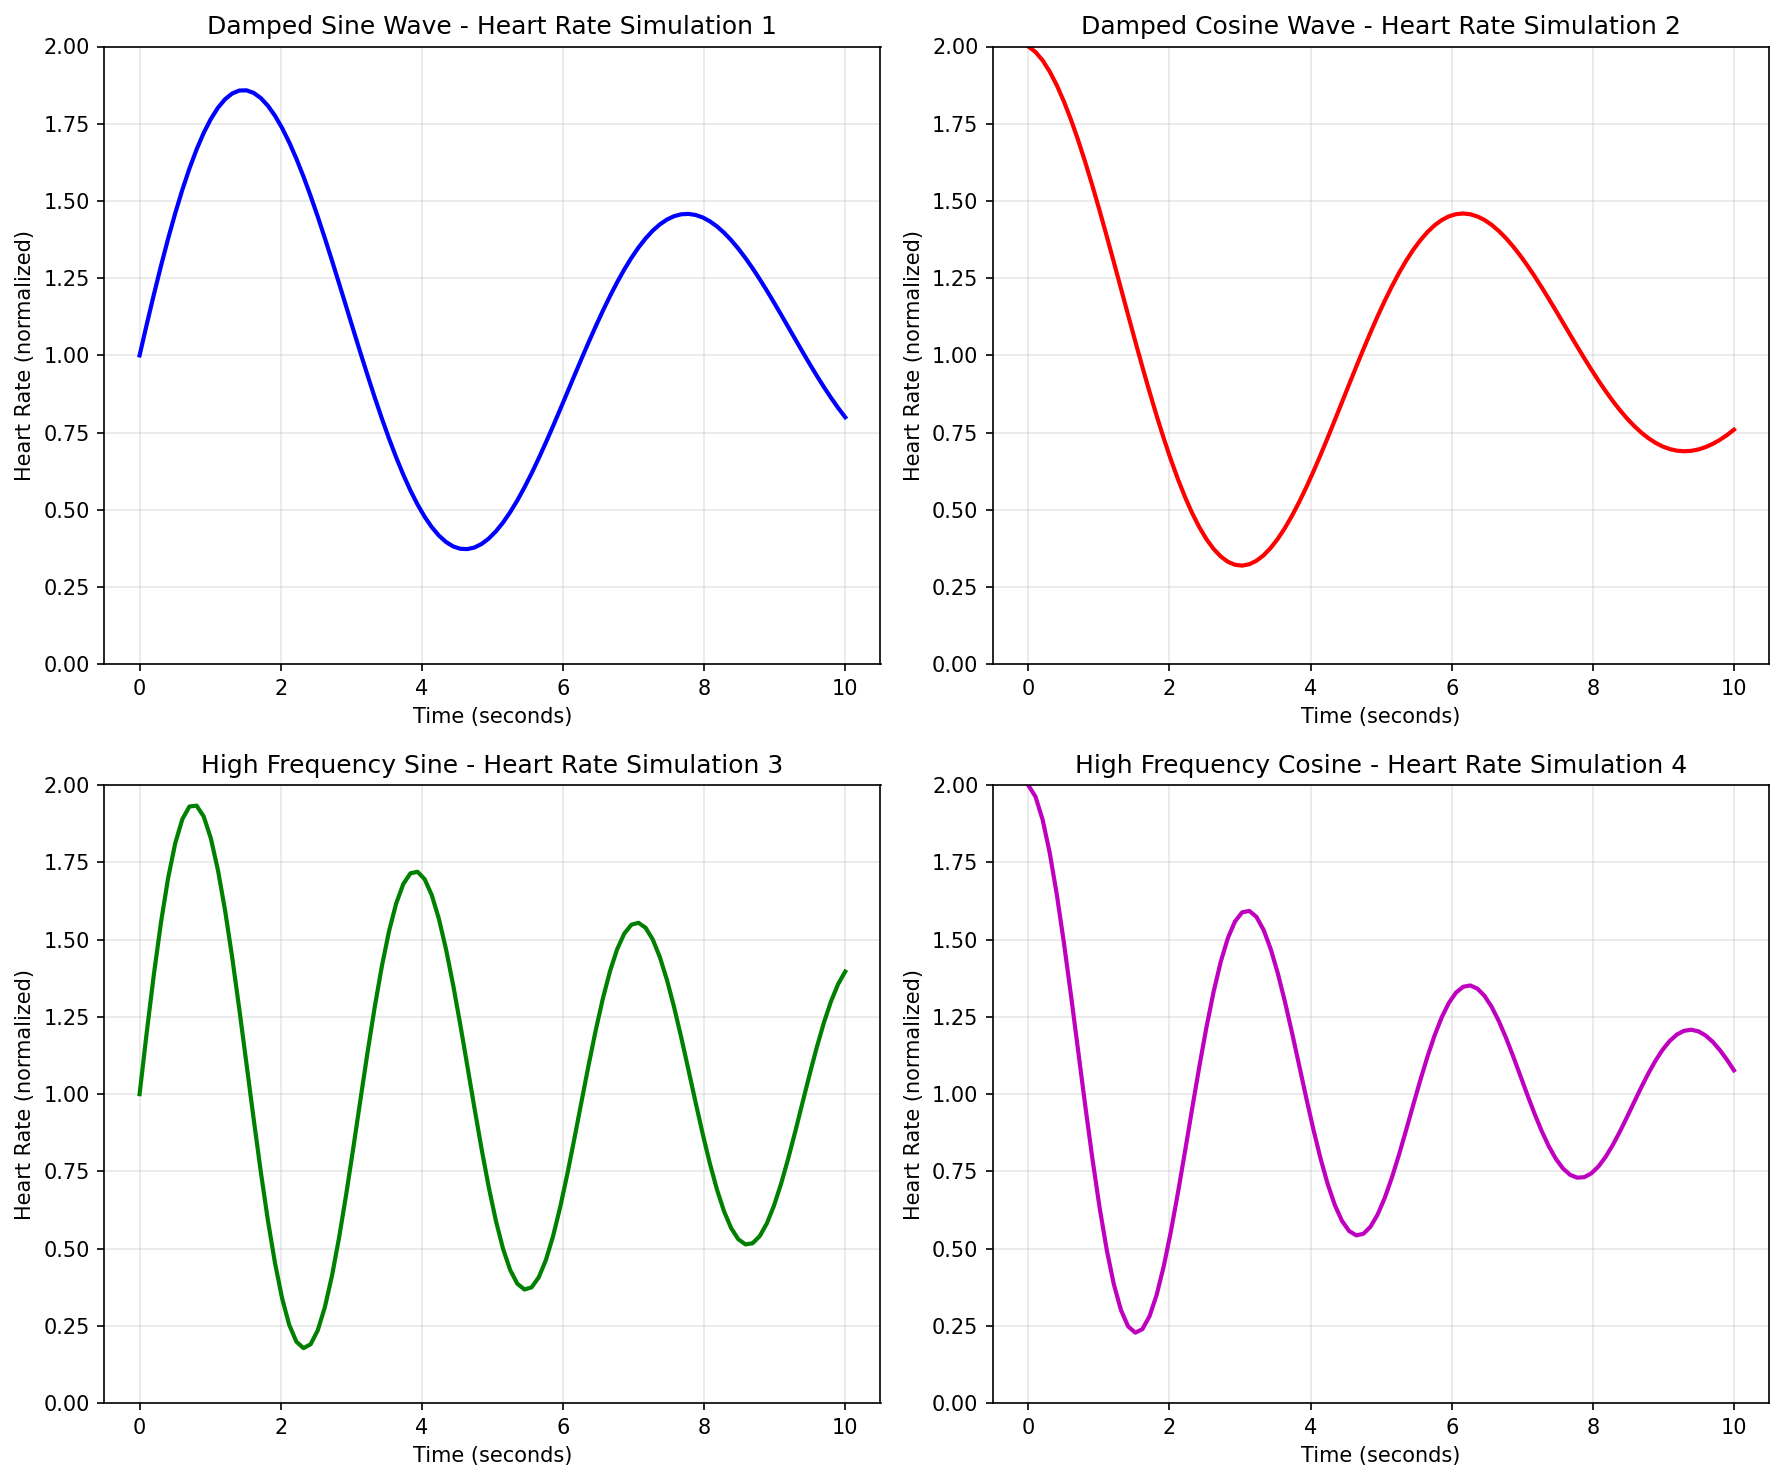 Damped Sine Wave - Heart Rate Simulation 1
Heart Rate (normalized)
2.00
1.75
1.50
1.25
1.00
0.75
0.50
0.25
0.00
0 2 4 6 8 10
Time (seconds)
Damped Cosine Wave - Heart Rate Simulation 2
Heart Rate (normalized)
2.00
1.75
1.50
1.25
1.00
0.75
0.50
0.25
0.00
0 2 4 6 8 10
Time (seconds)
High Frequency Sine - Heart Rate Simulation 3
Heart Rate (normalized)
2.00
1.75
1.50
1.25
1.00
0.75
0.50
0.25
0.00
0 2 4 6 8 10
Time (seconds)
High Frequency Cosine - Heart Rate Simulation 4
Heart Rate (normalized)
2.00
1.75
1.50
1.25
1.00
0.75
0.50
0.25
0.00
0 2 4 6 8 10
Time (seconds)